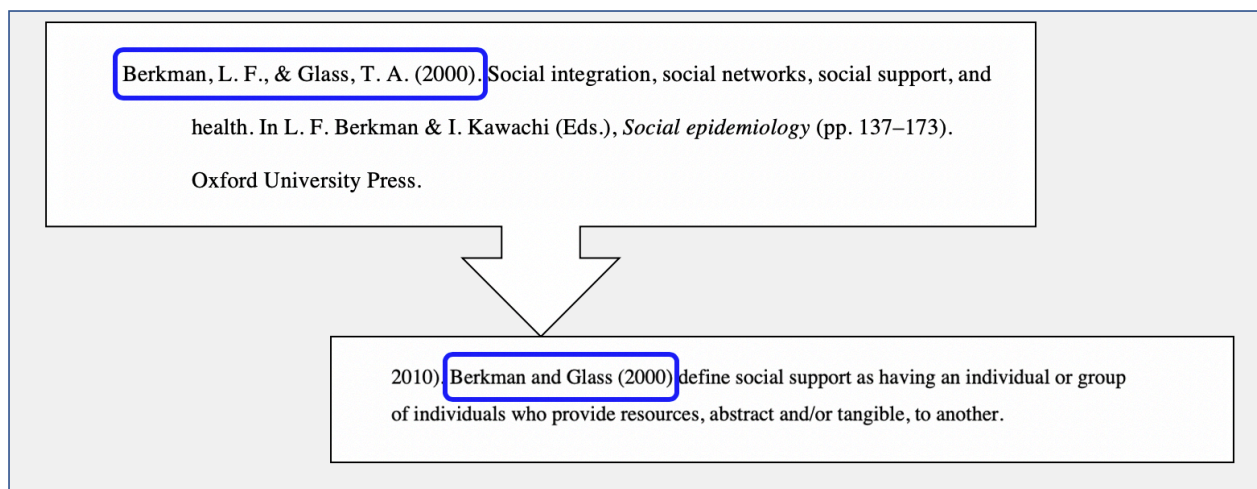 Berkman, L. F., & Glass, T. A. (2000). Social integration, social networks, social support, and
health. In L. F. Berkman & I. Kawachi (Eds.), Social epidemiology (pp. 137–173).
Oxford University Press.
2010). Berkman and Glass (2000) define social support as having an individual or group
of individuals who provide resources, abstract and/or tangible, to another.